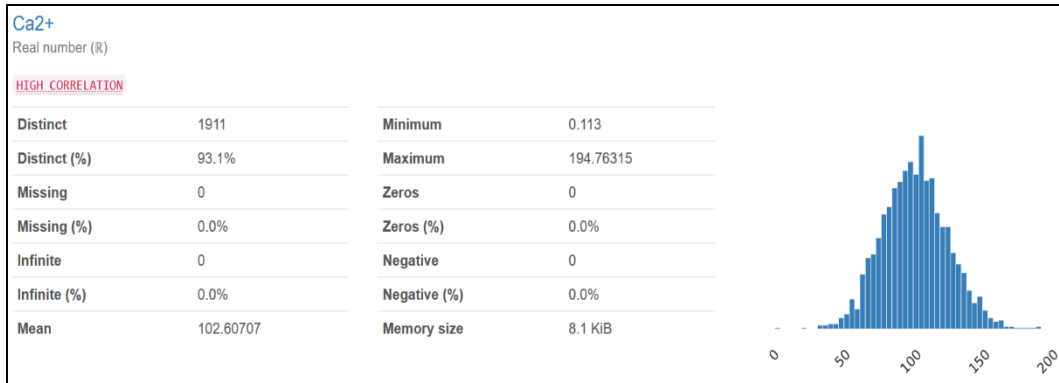 Ca2+
Real number (ℝ)
HIGH CORRELATION
Distinct 1911 Minimum 0.113
Distinct (%) 93.1% Maximum 194.76315
Missing 0 Zeros 0
Missing (%) 0.0% Zeros (%) 0.0%
Infinite 0 Negative 0
Infinite (%) 0.0% Negative (%) 0.0%
Mean 102.60707 Memory size 8.1 KiB
0 50 100 150 200